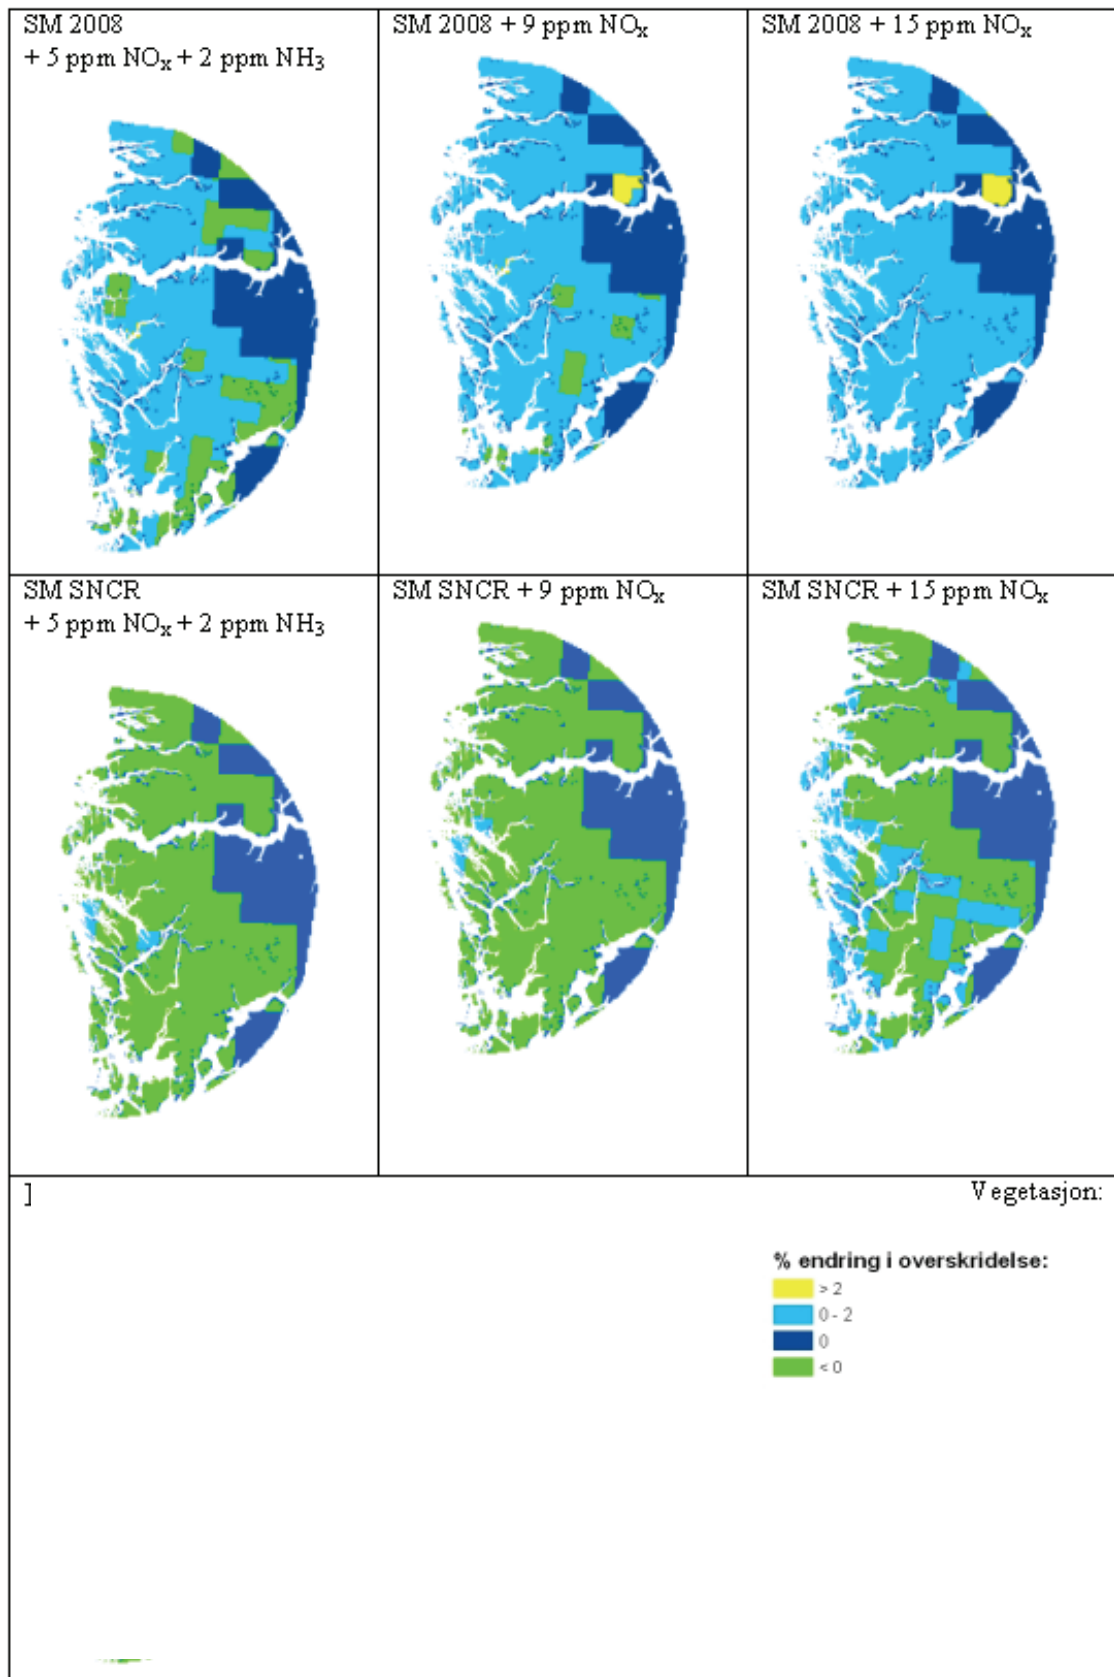 SM 2008
+ 5 ppm NOₓ + 2 ppm NH₃
SM 2008 + 9 ppm NOₓ
SM 2008 + 15 ppm NOₓ
SM SNCR
+ 5 ppm NOₓ + 2 ppm NH₃
SM SNCR + 9 ppm NOₓ
SM SNCR + 15 ppm NOₓ
]
Vegetasjon:
% endring i overskridelse:
> 2
0 - 2
0
< 0